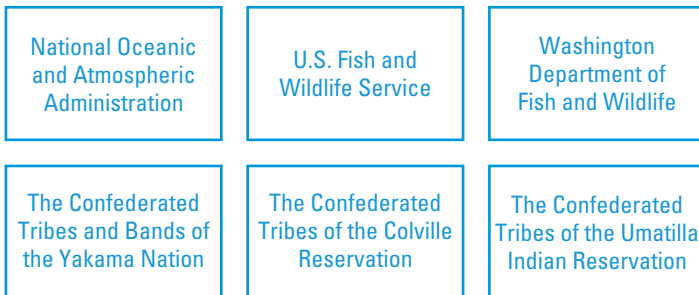 National Oceanic
and Atmospheric
Administration
U.S. Fish and
Wildlife Service
Washington
Department of
Fish and Wildlife
The Confederated
Tribes and Bands of
the Yakama Nation
The Confederated
Tribes of the Colville
Reservation
The Confederated
Tribes of the Umatilla
Indian Reservation